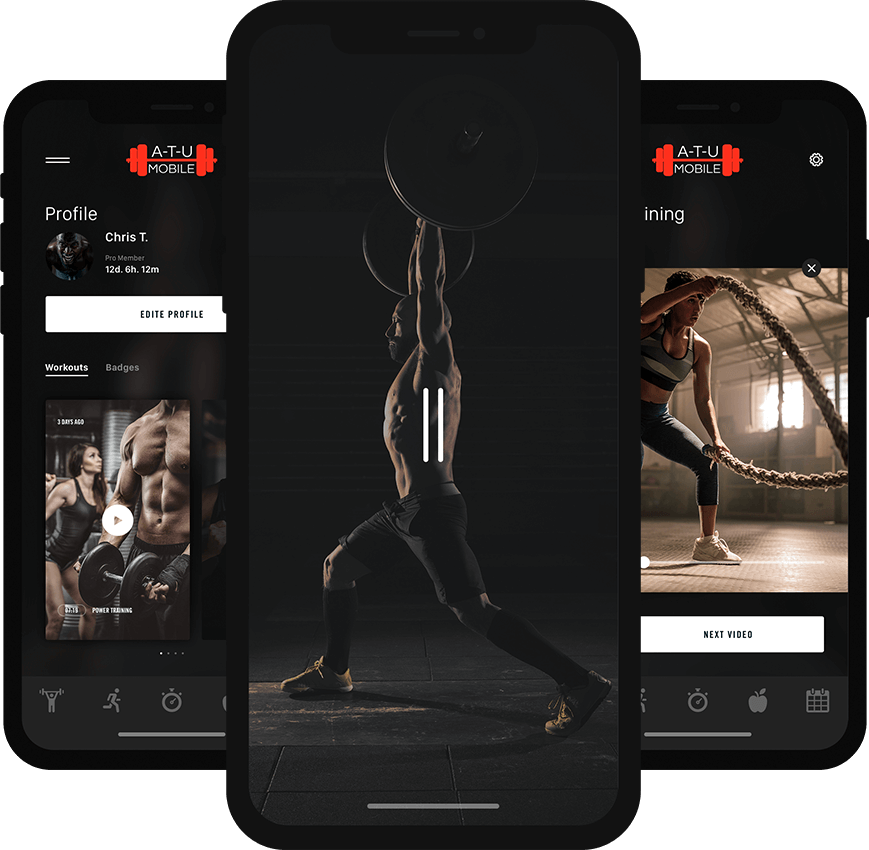 A-T-U
MOBILE
Profile
Chris T.
Pro Member
12d. 6h. 12m
EDITE PROFILE
Workouts
Badges
3 DAYS AGO
POWER TRAINING
A-T-U
MOBILE
ining
NEXT VIDEO